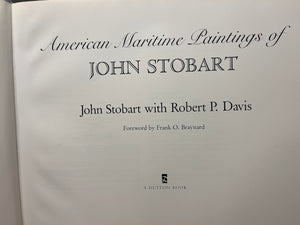 American Maritime Paintings of
JOHN STOBART
John Stobart with Robert P. Davis
Foreword by Frank O. Braynard
A DUTTON BOOK